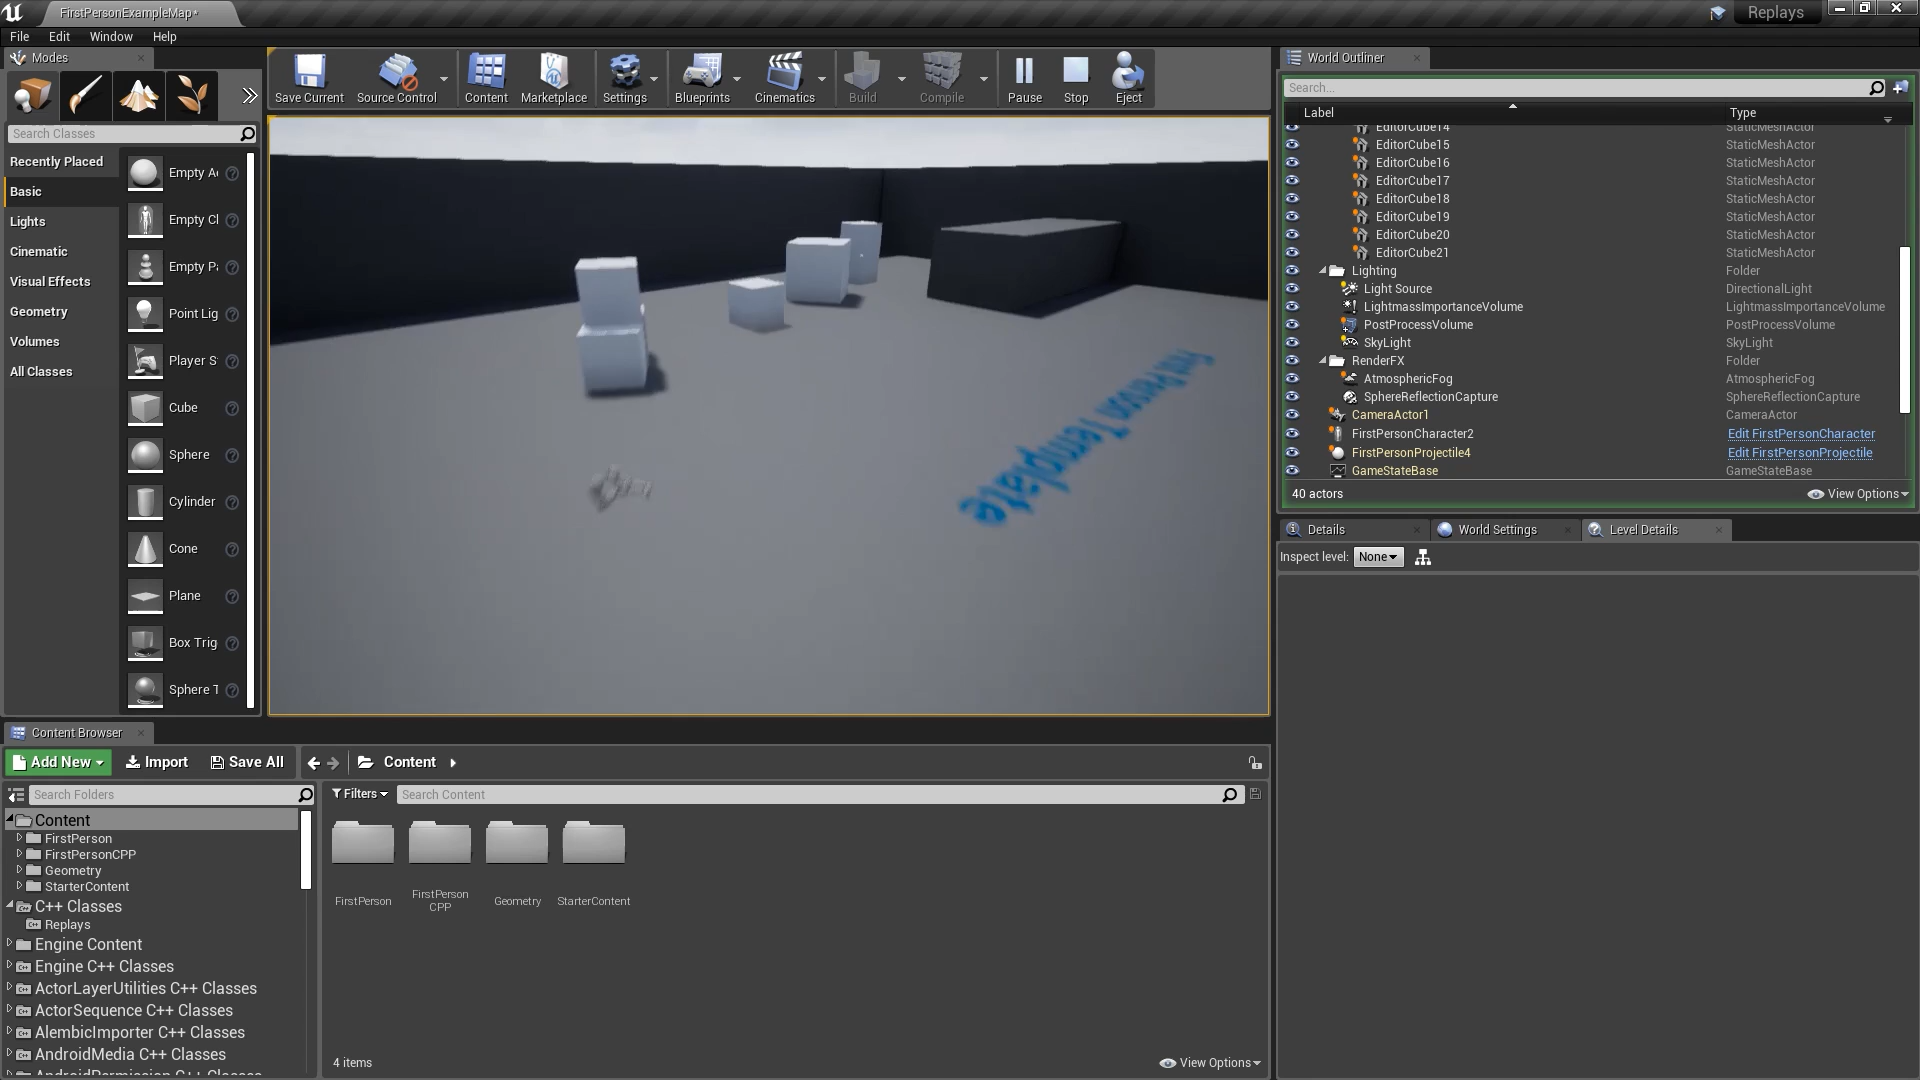 FirstPersonExampleMap*
Replays
File Edit Window Help
Modes
Save Current
Source Control
Content
Marketplace
Settings
Blueprints
Cinematics
Build
Compile
Pause
Stop
Eject
Search Classes
Recently Placed
Basic
Lights
Cinematic
Visual Effects
Geometry
Volumes
All Classes
Empty A
Empty Cl
Empty P
Point Lig
Player S
Cube
Sphere
Cylinder
Cone
Plane
Box Trig
Sphere T
First Person Template
World Outliner
Search...
Label Type
EditorCube14 StaticMeshActor
EditorCube15 StaticMeshActor
EditorCube16 StaticMeshActor
EditorCube17 StaticMeshActor
EditorCube18 StaticMeshActor
EditorCube19 StaticMeshActor
EditorCube20 StaticMeshActor
EditorCube21 StaticMeshActor
Lighting Folder
Light Source DirectionalLight
LightmassImportanceVolume LightmassImportanceVolume
PostProcessVolume PostProcessVolume
SkyLight SkyLight
RenderFX Folder
AtmosphericFog AtmosphericFog
SphereReflectionCapture SphereReflectionCapture
CameraActor1 CameraActor
FirstPersonCharacter2 Edit FirstPersonCharacter
FirstPersonProjectile4 Edit FirstPersonProjectile
GameStateBase GameStateBase
40 actors
View Options
Details
World Settings
Level Details
Inspect level: None
Content Browser
Add New
Import
Save All
Content
Search Folders
Filters
Search Content
Content
FirstPerson
FirstPersonCPP
Geometry
StarterContent
C++ Classes
Replays
Engine Content
Engine C++ Classes
ActorLayerUtilities C++ Classes
ActorSequence C++ Classes
AlembicImporter C++ Classes
AndroidMedia C++ Classes
AndroidPermission C++ Classes
FirstPerson
FirstPerson
CPP
Geometry
StarterContent
4 items
View Options